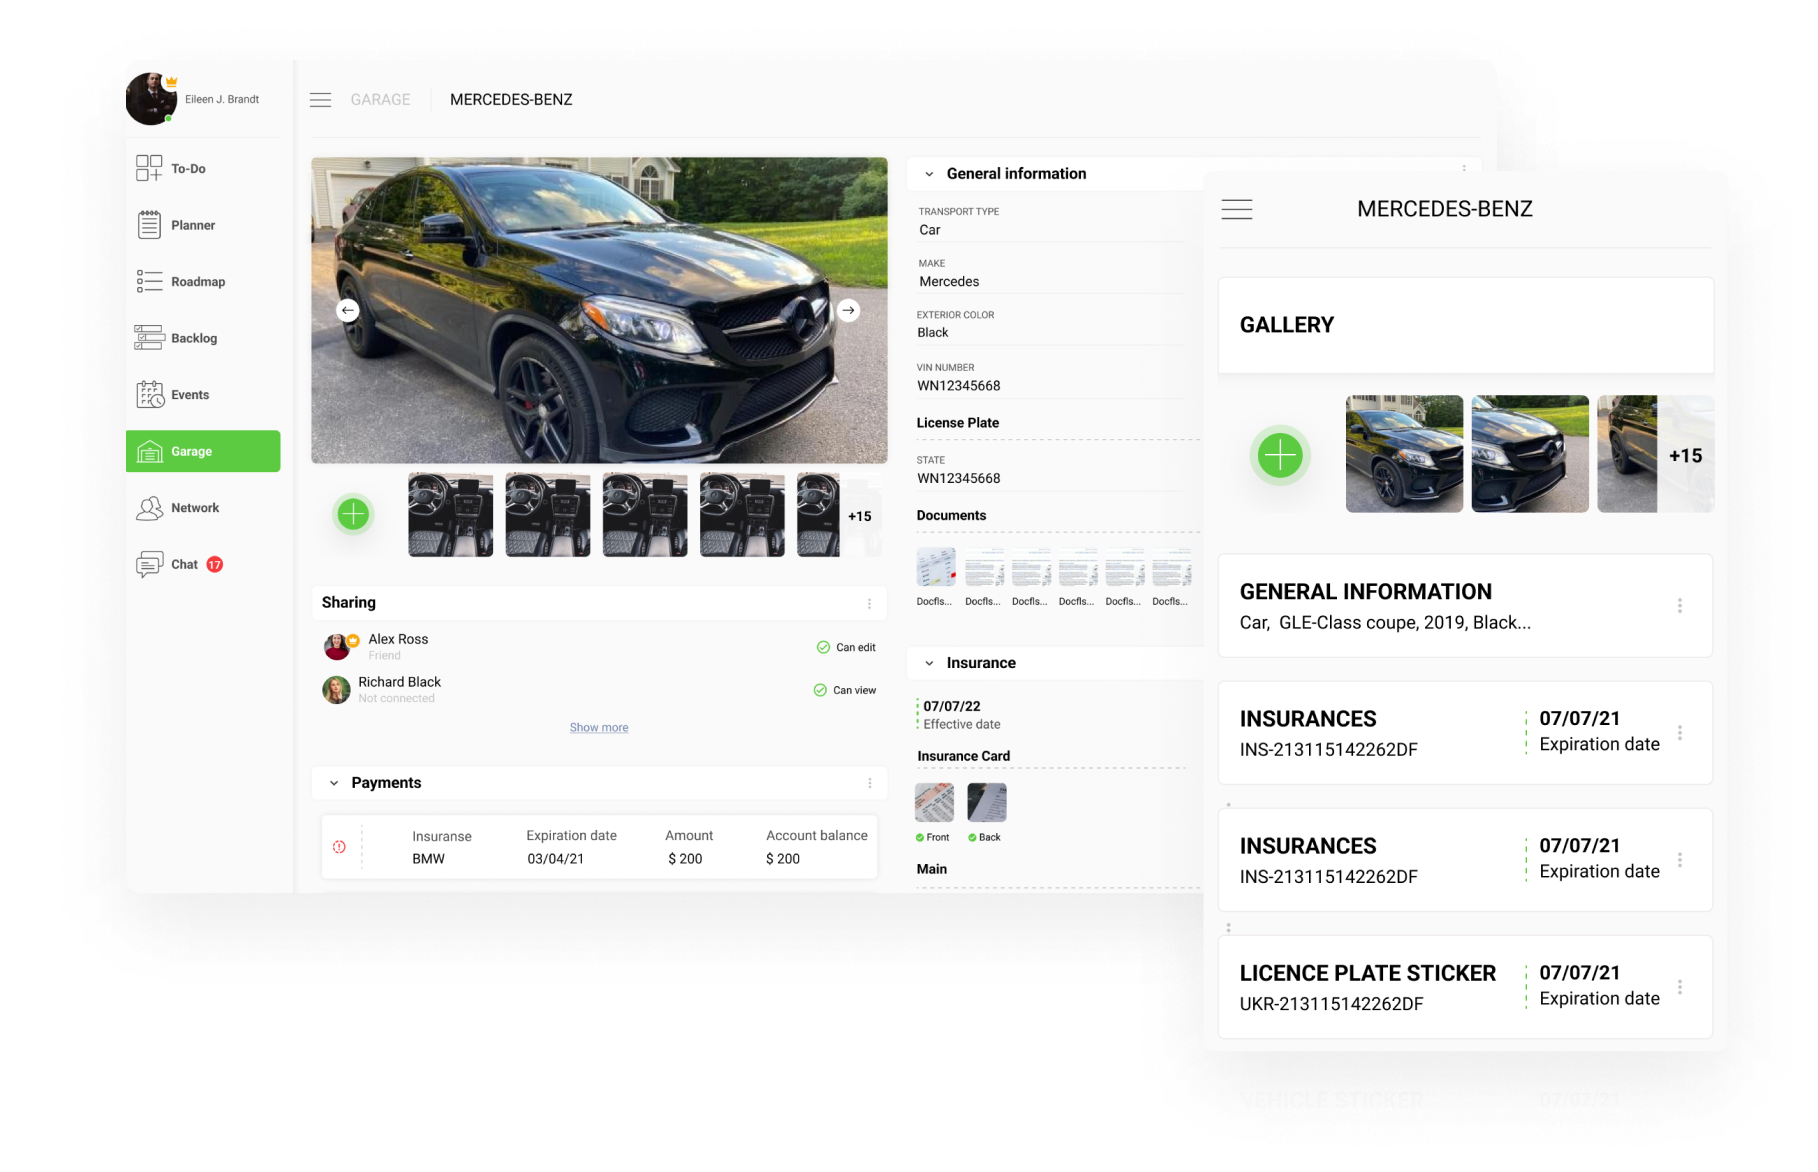 Eileen J. Brandt
To-Do
Planner
Roadmap
Backlog
Events
Garage
Network
Chat 17
GARAGE MERCEDES-BENZ
+15
Sharing
Alex Ross
Friend
Can edit
Richard Black
Not connected
Can view
Show more
Payments
Insuranse Expiration date Amount Account balance
BMW 03/04/21 $ 200 $ 200
General information
TRANSPORT TYPE
Car
MAKE
Mercedes
EXTERIOR COLOR
Black
VIN NUMBER
WN12345668
License Plate
STATE
WN12345668
Documents
Docfls... Docfls... Docfls... Docfls... Docfls... Docfls...
Insurance
07/07/22
Effective date
Insurance Card
Front Back
Main
MERCEDES-BENZ
GALLERY
+15
GENERAL INFORMATION
Car, GLE-Class coupe, 2019, Black...
INSURANCES
INS-213115142262DF
07/07/21
Expiration date
INSURANCES
INS-213115142262DF
07/07/21
Expiration date
LICENCE PLATE STICKER
UKR-213115142262DF
07/07/21
Expiration date
VEHICLE STICKER 07/07/21